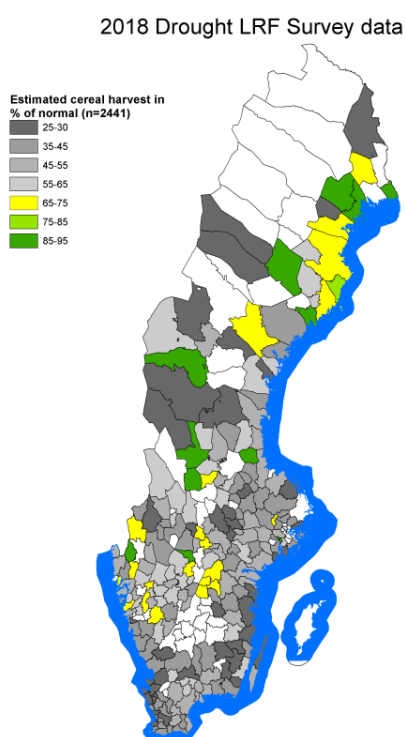 2018 Drought LRF Survey data
Estimated cereal harvest in
% of normal (n=2441)
25-30
35-45
45-55
55-65
65-75
75-85
85-95